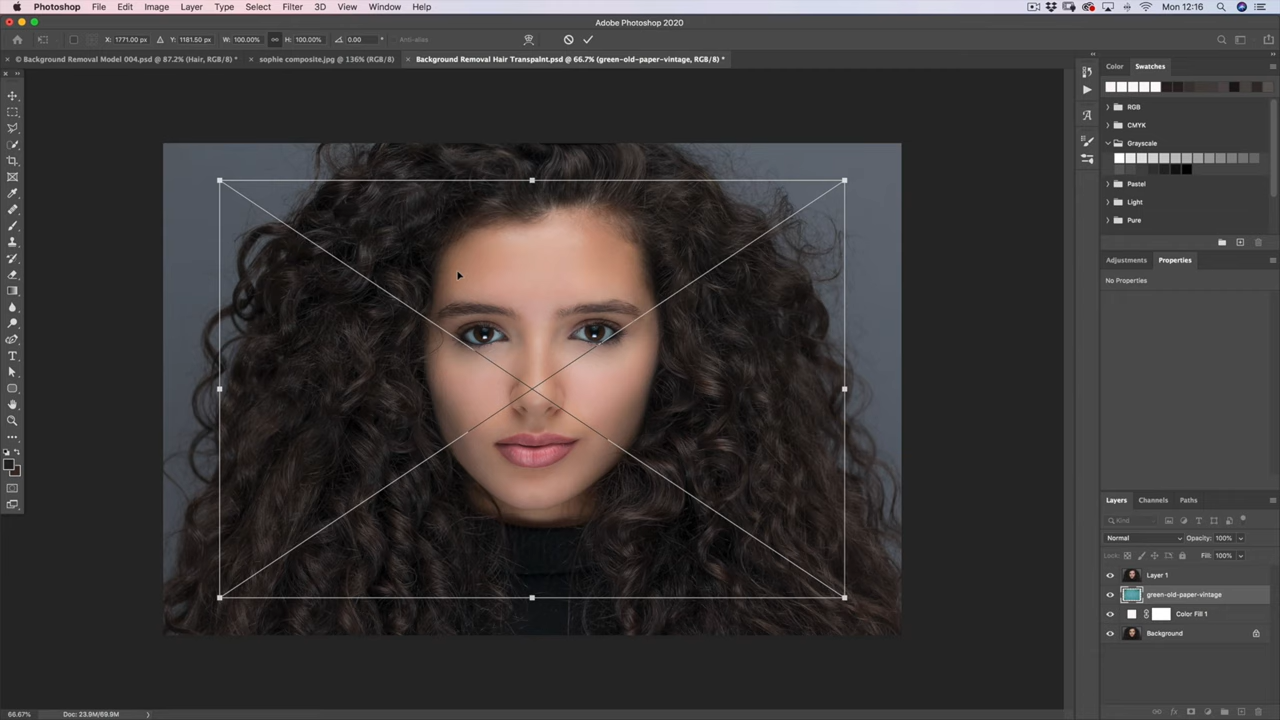 Photoshop File Edit Image Layer Type Select Filter 3D View Window Help Mon 12:16
Adobe Photoshop 2020
X: 1771.00 px Y: 1181.50 px W: 100.00% H: 100.00% 0.00 ° Anti-alias
× © Background Removal Model 004.psd @ 87.2% (Hair, RGB/8) * × sophie composite.jpg @ 136% (RGB/8) × Background Removal Hair Transpaint.psd @ 66.7% (green-old-paper-vintage, RGB/8) *
Color Swatches
RGB
CMYK
Grayscale
Pastel
Light
Pure
Adjustments Properties
No Properties
Layers Channels Paths
Kind
Normal Opacity: 100%
Lock: Fill: 100%
Layer 1
green-old-paper-vintage
Color Fill 1
Background
66.67% Doc: 23.9M/69.9M